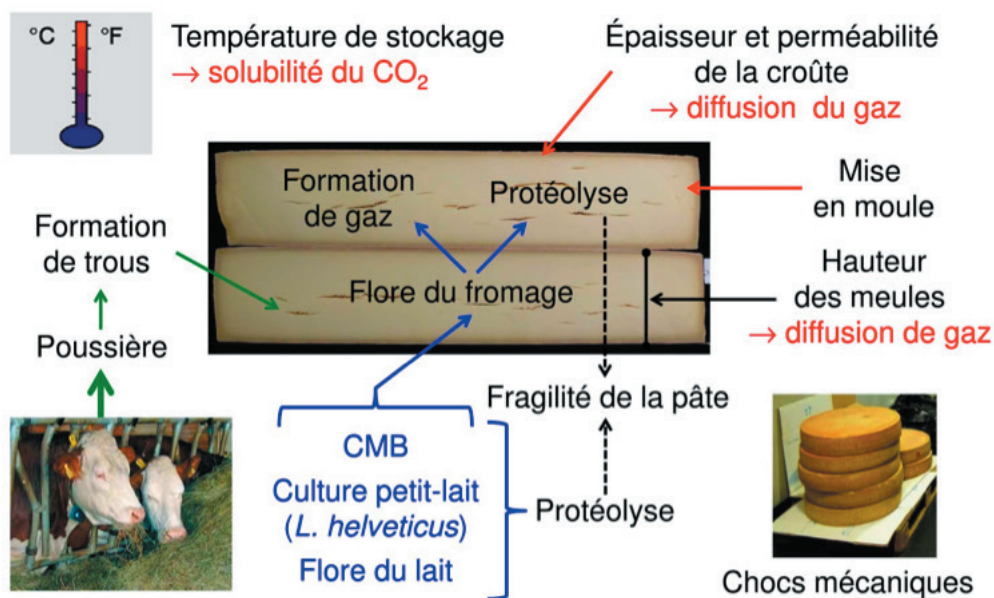 °C °F
Température de stockage
→ solubilité du CO₂
Épaisseur et perméabilité
de la croûte
→ diffusion du gaz
Formation
de gaz
Protéolyse
Mise
en moule
Formation
de trous
Flore du fromage
Hauteur
des meules
→ diffusion de gaz
Poussière
Fragilité de la pâte
CMB
Culture petit-lait
(L. helveticus)
Flore du lait
Protéolyse
Chocs mécaniques